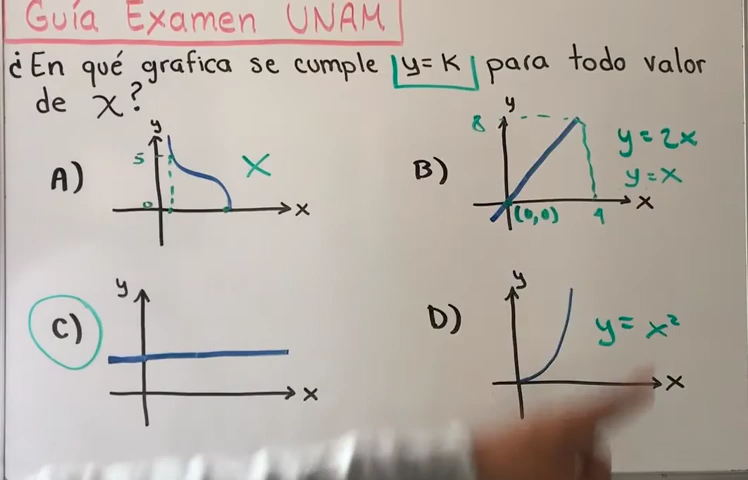 Guía Examen UNAM
¿En qué grafica se cumple y=K para todo valor
de x?
A) y 5 0 x X
B) y 8 (0,0) 4 x y=2x
y=x
C) y x
D) y x y=x²